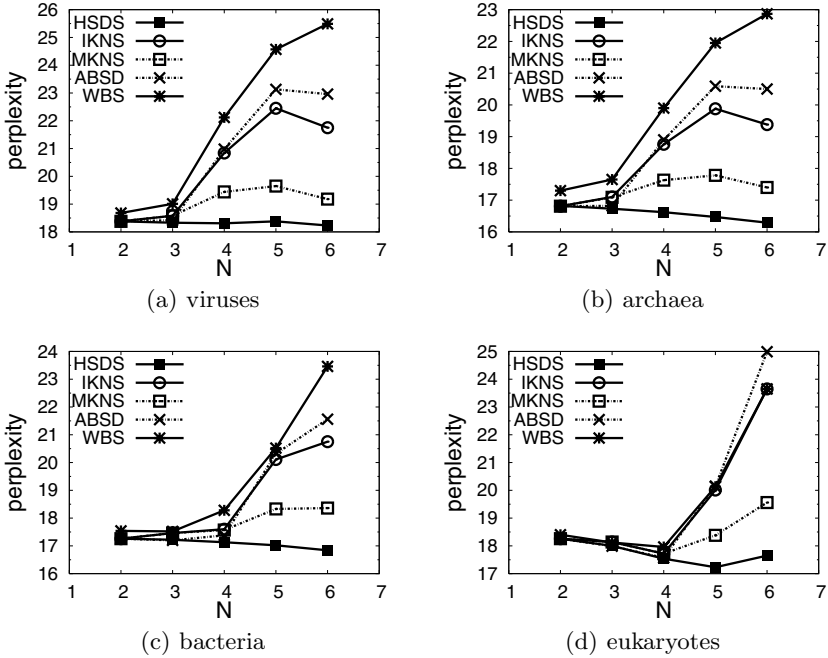 26
25
24
23
22
21
20
19
18
perplexity
HSDS
IKNS
MKNS
ABSD
WBS
1 2 3 4 5 6 7
N
(a) viruses
23
22
21
20
19
18
17
16
perplexity
HSDS
IKNS
MKNS
ABSD
WBS
1 2 3 4 5 6 7
N
(b) archaea
24
23
22
21
20
19
18
17
16
perplexity
HSDS
IKNS
MKNS
ABSD
WBS
1 2 3 4 5 6 7
N
(c) bacteria
25
24
23
22
21
20
19
18
17
perplexity
HSDS
IKNS
MKNS
ABSD
WBS
1 2 3 4 5 6 7
N
(d) eukaryotes